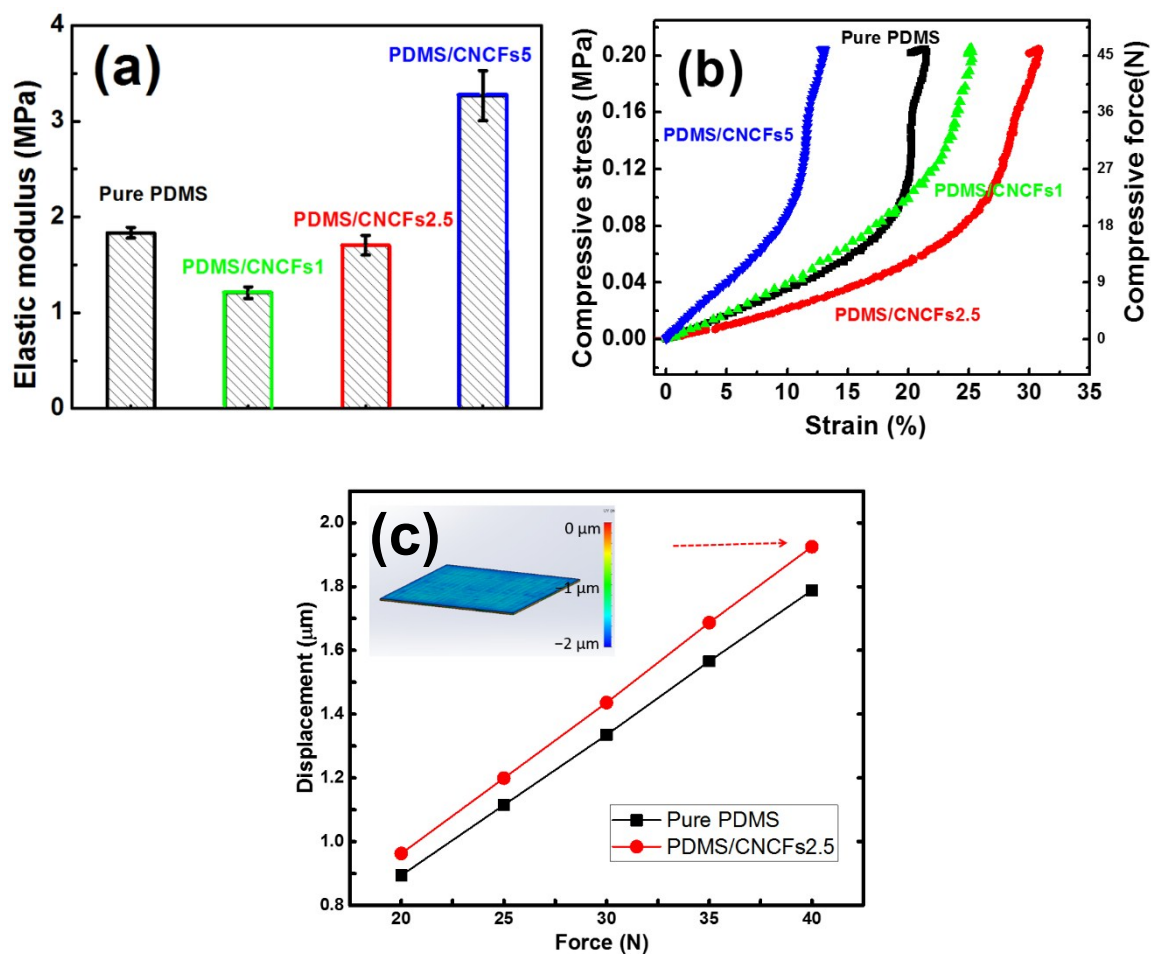 (a)
Elastic modulus (MPa)
4
3
2
1
0
Pure PDMS
PDMS/CNCFs1
PDMS/CNCFs2.5
PDMS/CNCFs5
(b)
Compressive stress (MPa)
0.20
0.16
0.12
0.08
0.04
0.00
Pure PDMS
PDMS/CNCFs5
PDMS/CNCFs1
PDMS/CNCFs2.5
45
36
27
18
9
0
Compressive force(N)
0 5 10 15 20 25 30 35
Strain (%)
(c)
Displacement (μm)
2.0
1.8
1.6
1.4
1.2
1.0
0.8
0 μm
−1 μm
−2 μm
Pure PDMS
PDMS/CNCFs2.5
20 25 30 35 40
Force (N)